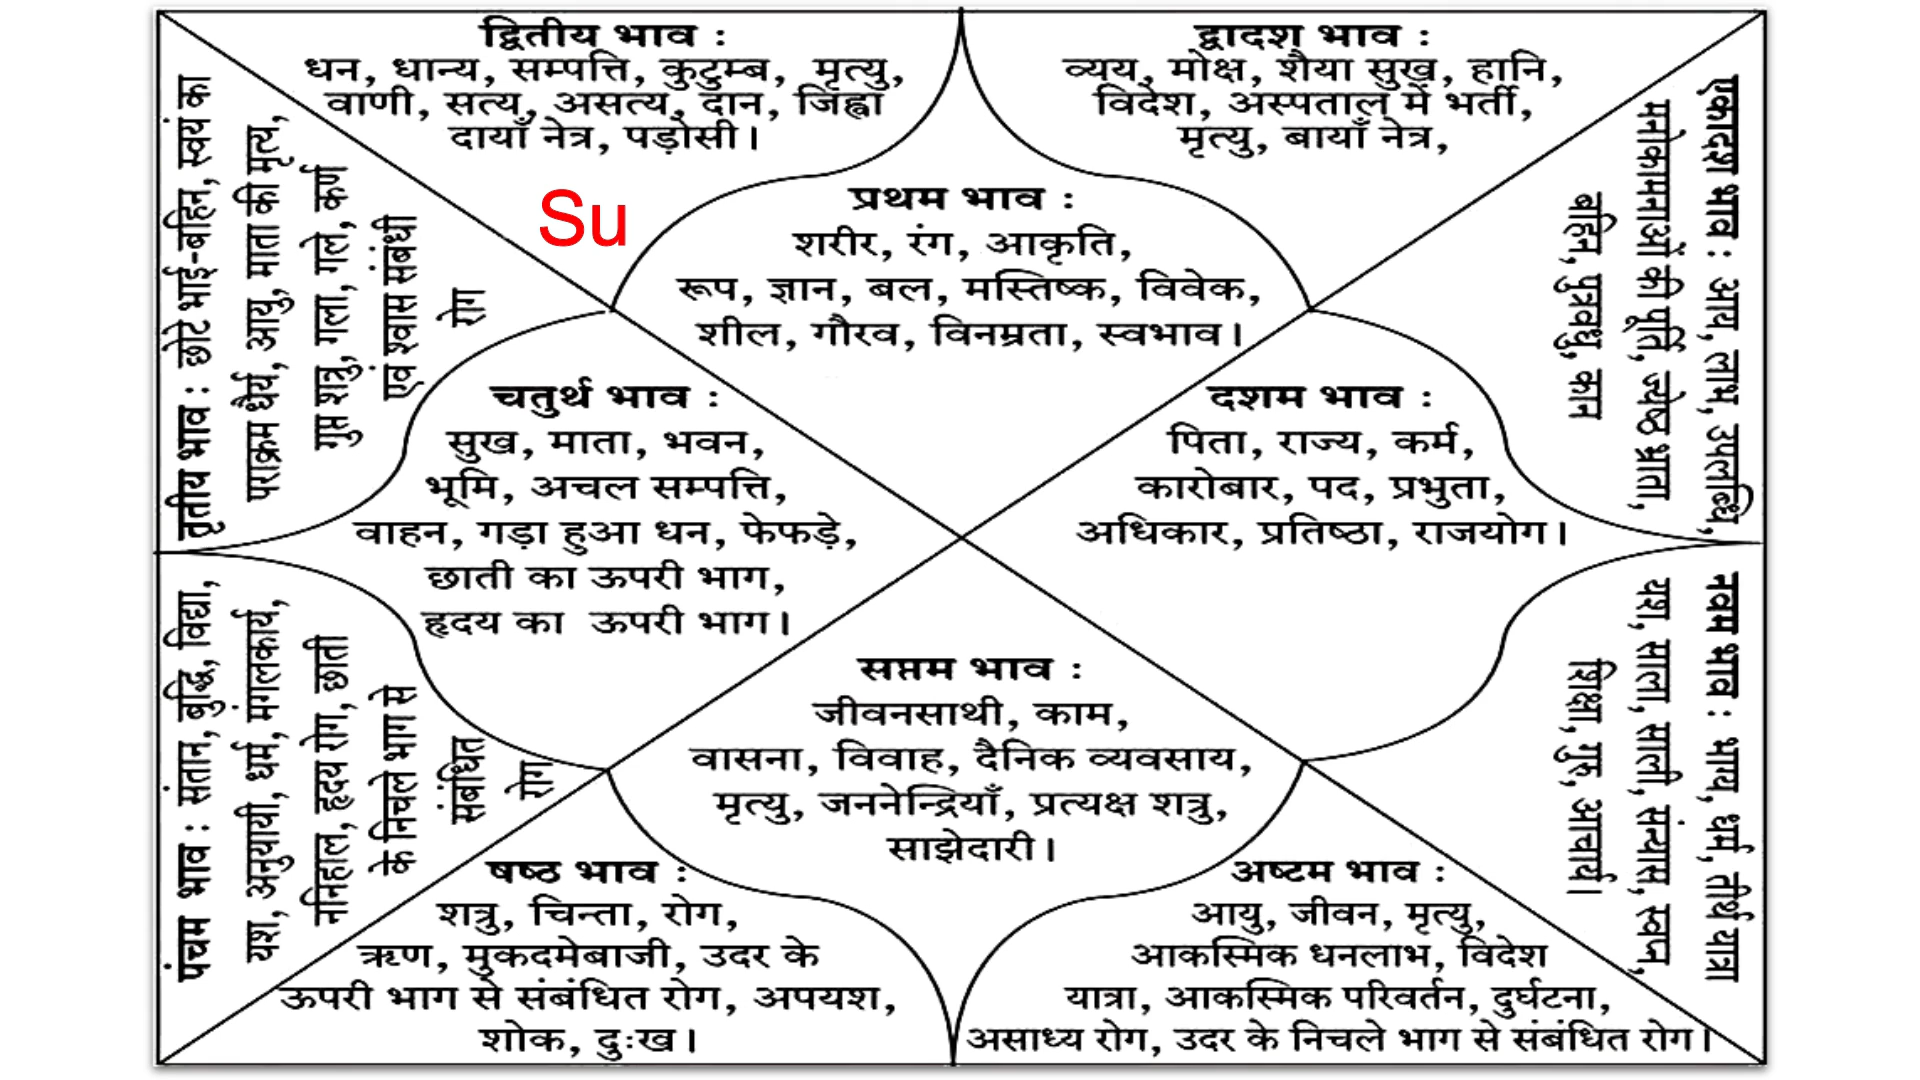 द्वितीय भाव :
धन, धान्य, सम्पत्ति, कुटुम्ब, मृत्यु,
वाणी, सत्य, असत्य, दान, जिह्वा
दायाँ नेत्र, पड़ोसी।
Su
द्वादश भाव :
व्यय, मोक्ष, शैया सुख, हानि,
विदेश, अस्पताल में भर्ती,
मृत्यु, बायाँ नेत्र,
प्रथम भाव :
शरीर, रंग, आकृति,
रूप, ज्ञान, बल, मस्तिष्क, विवेक,
शील, गौरव, विनम्रता, स्वभाव।
तृतीय भाव : छोटे भाई-बहिन, स्वयं का
पराक्रम धैर्य, आयु, माता की मृत्य,
गुप्त शत्रु, गला, गले, कर्ण
एवं श्वास संबंधी
रोग
एकादश भाव : आय, लाभ, उपलब्धि,
मनोकामनाओं की पूर्ति, ज्येष्ठ भ्राता,
बहिन, पुत्रवधु, कान
चतुर्थ भाव :
सुख, माता, भवन,
भूमि, अचल सम्पत्ति,
वाहन, गड़ा हुआ धन, फेफड़े,
छाती का ऊपरी भाग,
हृदय का ऊपरी भाग।
दशम भाव :
पिता, राज्य, कर्म,
कारोबार, पद, प्रभुता,
अधिकार, प्रतिष्ठा, राजयोग।
पंचम भाव : संतान, बुद्धि, विद्या,
यश, अनुयायी, धर्म, मंगलकार्य,
ननिहाल, हृदय रोग, छाती
के निचले भाग से
संबंधित
रोग
सप्तम भाव :
जीवनसाथी, काम,
वासना, विवाह, दैनिक व्यवसाय,
मृत्यु, जननेन्द्रियाँ, प्रत्यक्ष शत्रु,
साझेदारी।
नवम भाव : भाग्य, धर्म, तीर्थ यात्रा
यश, साला, साली, संन्यास, स्वप्न,
शिक्षा, गुरु, आचार्य।
षष्ठ भाव :
शत्रु, चिन्ता, रोग,
ऋण, मुकदमेबाजी, उदर के
ऊपरी भाग से संबंधित रोग, अपयश,
शोक, दुःख।
अष्टम भाव :
आयु, जीवन, मृत्यु,
आकस्मिक धनलाभ, विदेश
यात्रा, आकस्मिक परिवर्तन, दुर्घटना,
असाध्य रोग, उदर के निचले भाग से संबंधित रोग।